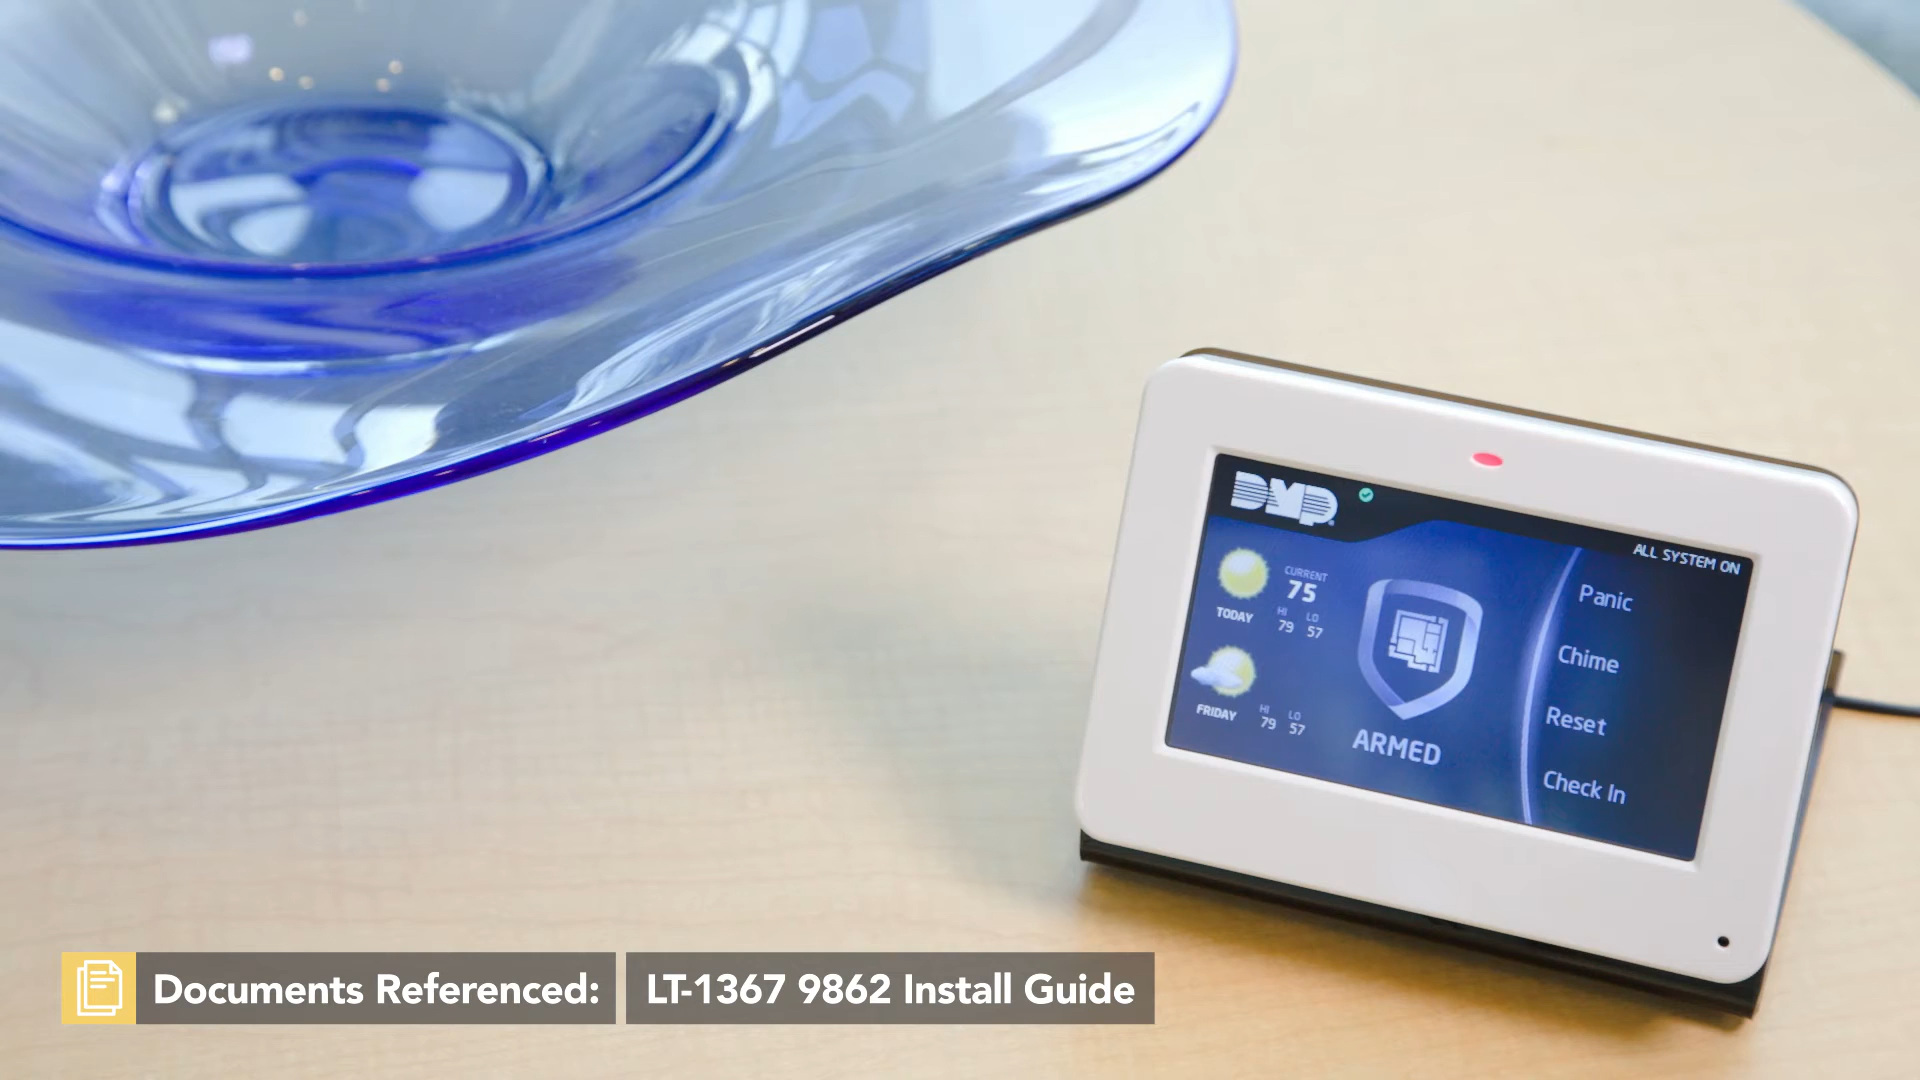 DMP
ALL SYSTEM ON
CURRENT
75
TODAY
HI LO
79 57
FRIDAY
HI LO
79 57
ARMED
Panic
Chime
Reset
Check In
Documents Referenced: LT-1367 9862 Install Guide